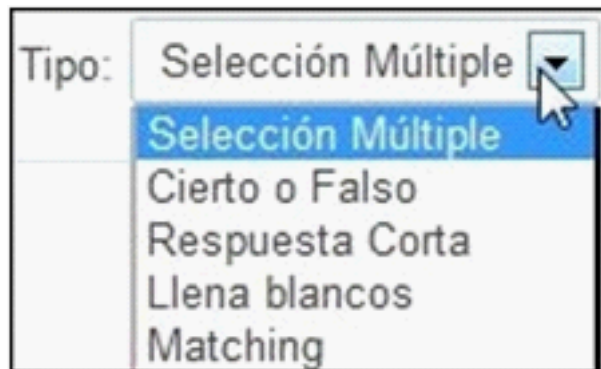 Tipo: Selección Múltiple
Selección Múltiple
Cierto o Falso
Respuesta Corta
Llena blancos
Matching